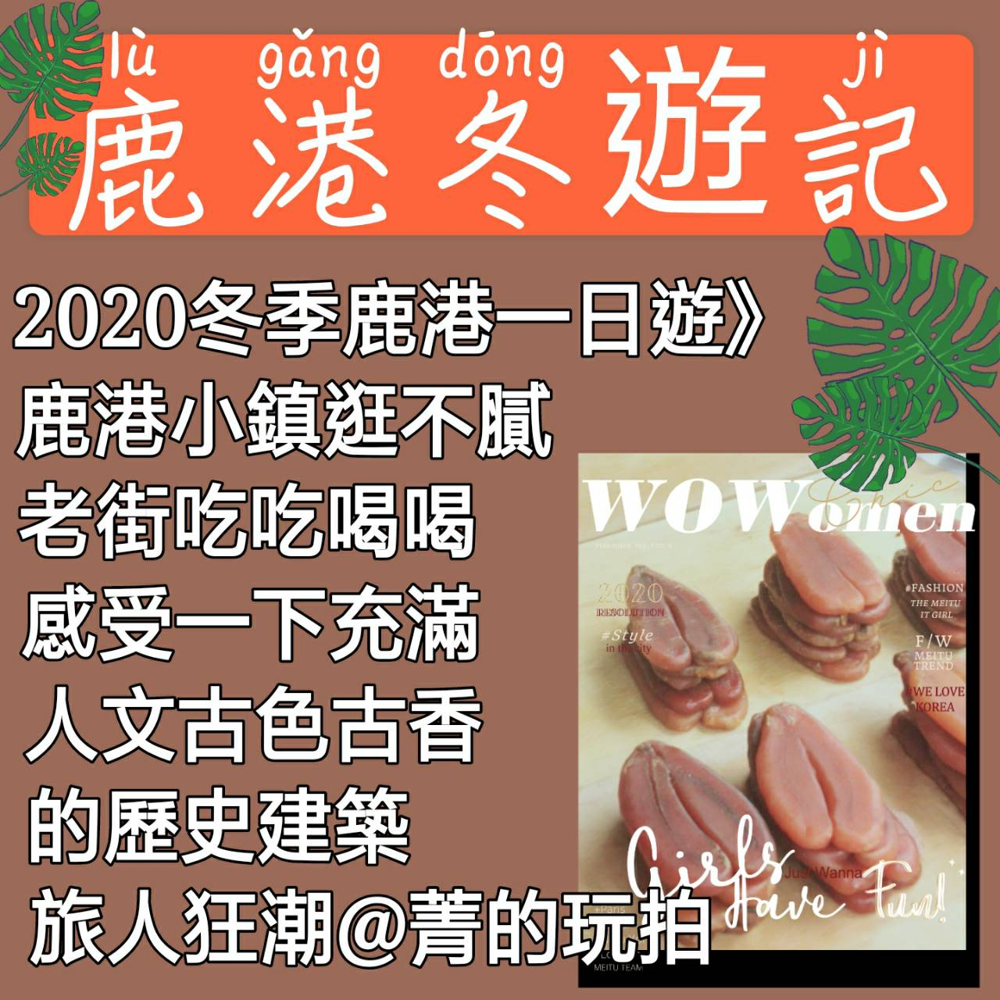 lù gǎng dōng jì
鹿港冬遊記
2020冬季鹿港一日遊》
鹿港小鎮逛不膩
老街吃吃喝喝
感受一下充滿
人文古色古香
的歷史建築
旅人狂潮@菁的玩拍
WOWomen
Chic
2020
RESOLUTION
#Style
in the city
#FASHION
THE MEITU
IT GIRL
F/W
MEITU
TREND
#WE LOVE
KOREA
Girls
Just Wanna
Have Fun!
+Paris
MEITU TEAM